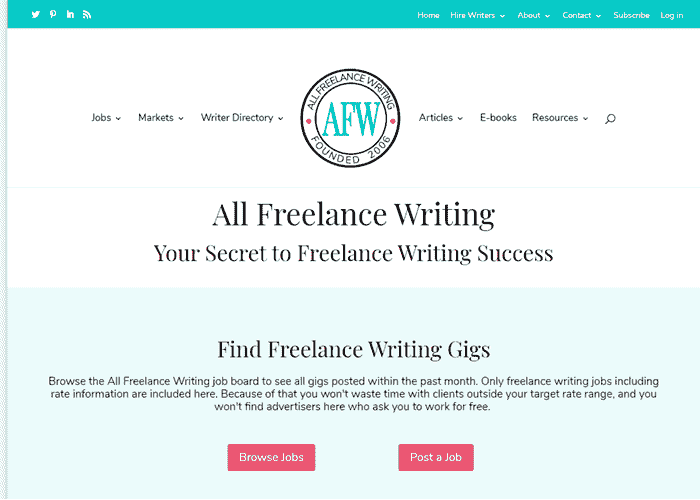 Home Hire Writers About Contact Subscribe Log in
Jobs Markets Writer Directory
ALL FREELANCE WRITING
AFW
FOUNDED 2006
Articles E-books Resources
All Freelance Writing
Your Secret to Freelance Writing Success
Find Freelance Writing Gigs
Browse the All Freelance Writing job board to see all gigs posted within the past month. Only freelance writing jobs including
rate information are included here. Because of that you won't waste time with clients outside your target rate range, and you
won't find advertisers here who ask you to work for free.
Browse Jobs Post a Job